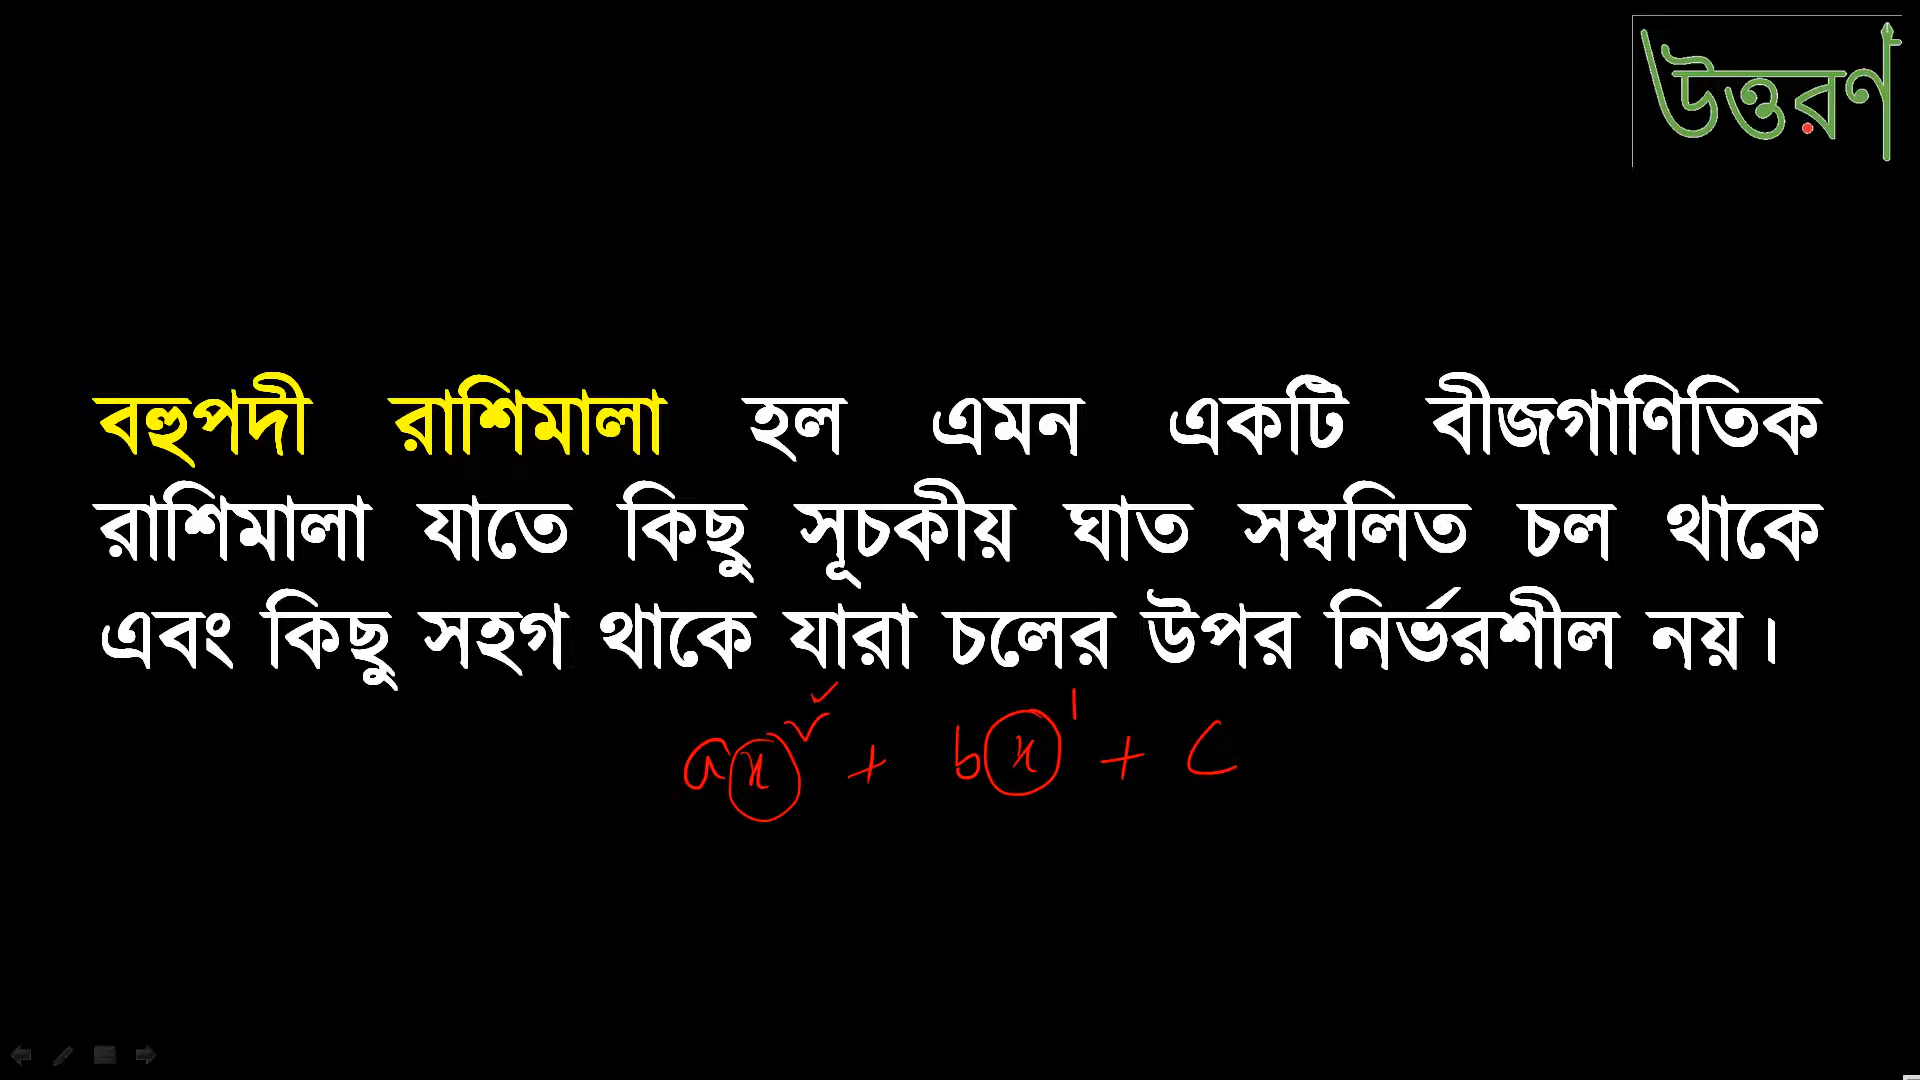 উত্তরণ
বহুপদী রাশিমালা হল এমন একটি বীজগাণিতিক
রাশিমালা যাতে কিছু সূচকীয় ঘাত সম্বলিত চল থাকে
এবং কিছু সহগ থাকে যারা চলের উপর নির্ভরশীল নয়।
ax² + bx¹ + c